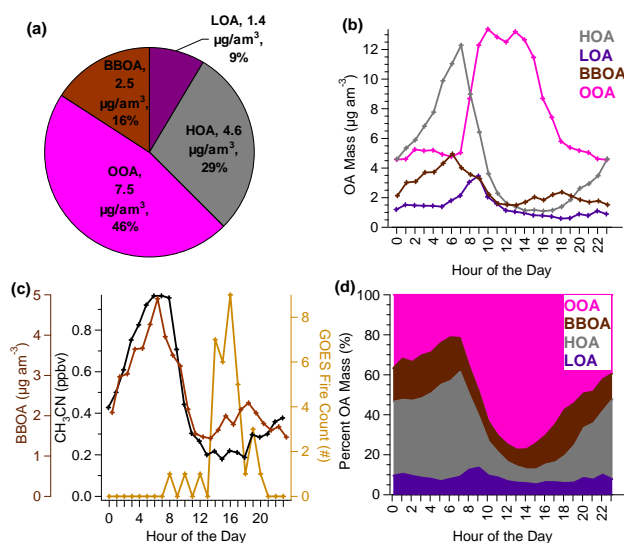 (a)
LOA, 1.4
µg/am³,
9%
BBOA,
2.5
µg/am³,
16%
HOA, 4.6
µg/am³,
29%
OOA,
7.5
µg/am³,
46%
(b)
HOA
LOA
BBOA
OOA
OA Mass (µg am⁻³)
12
10
8
6
4
2
0
0 2 4 6 8 10 12 14 16 18 20 22
Hour of the Day
(c)
BBOA (µg am⁻³)
5
4
3
2
1
0
CH₃CN (ppbv)
0.8
0.6
0.4
0.2
0.0
GOES Fire Count (#)
8
6
4
2
0
0 4 8 12 16 20
Hour of the Day
(d)
OOA
BBOA
HOA
LOA
Percent OA Mass (%)
100
80
60
40
20
0
0 2 4 6 8 10 12 14 16 18 20 22
Hour of the Day